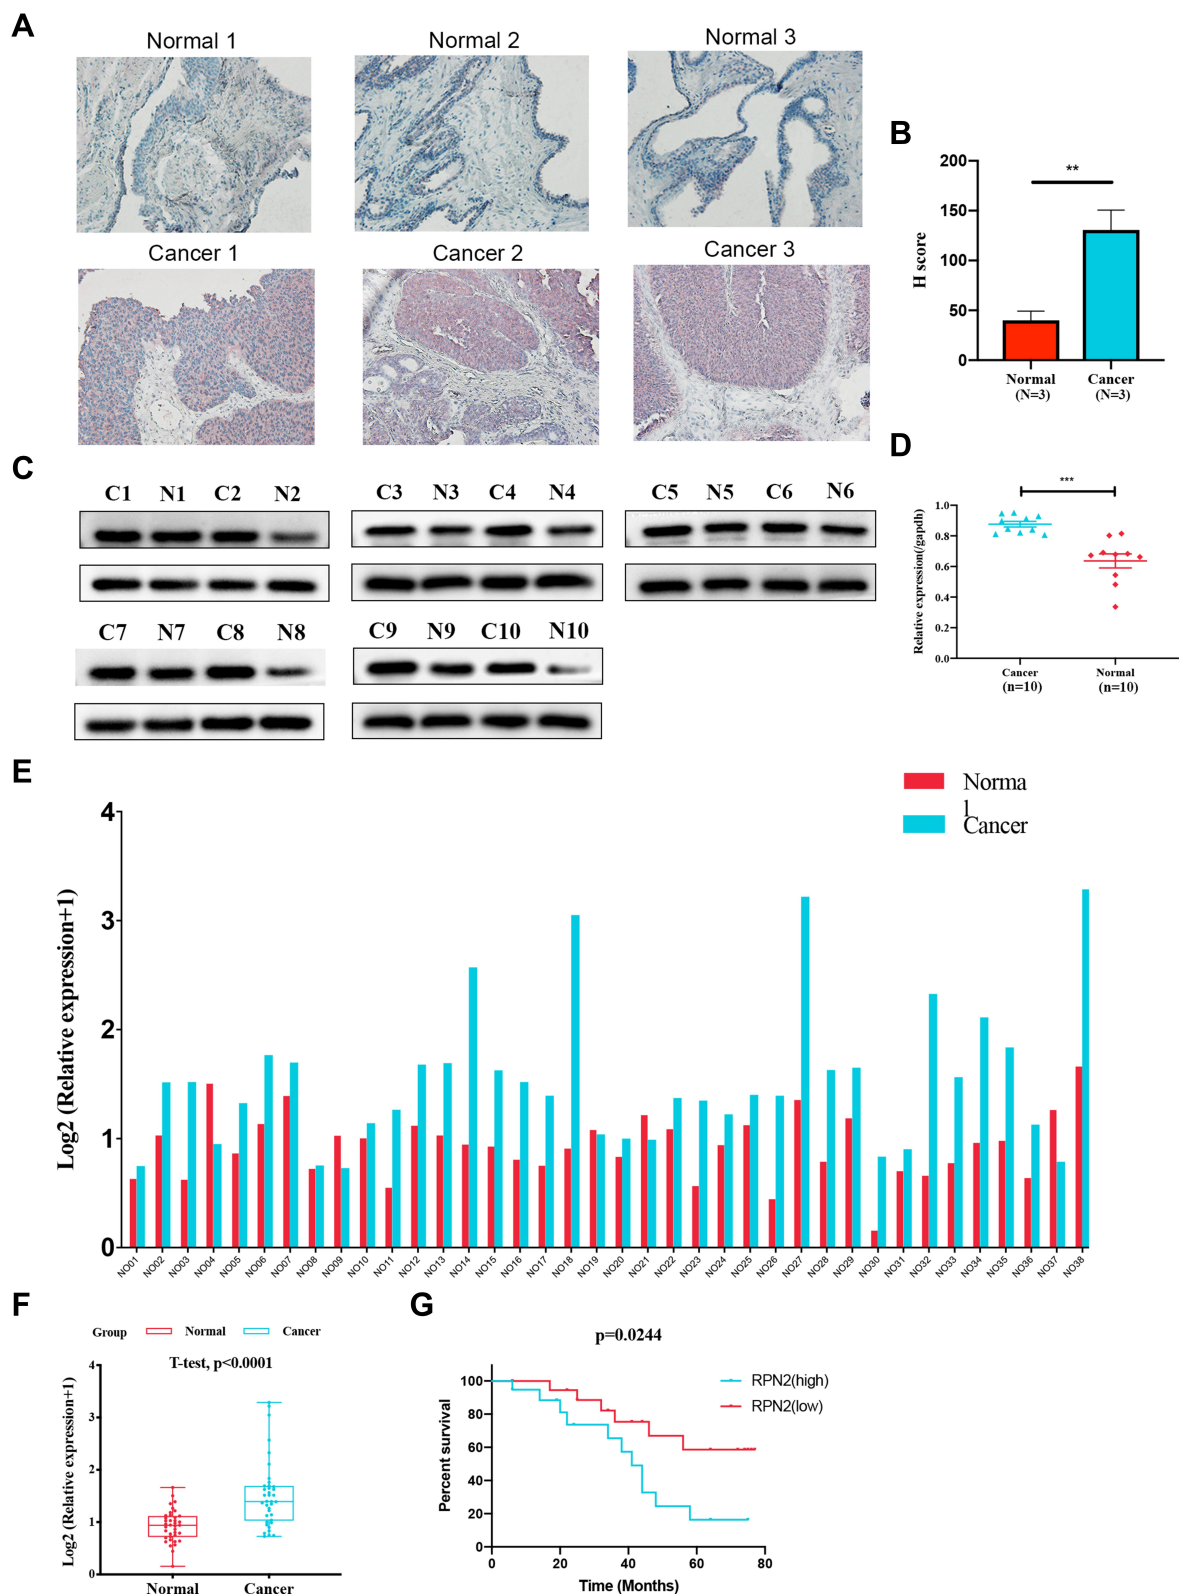 A
Normal 1
Normal 2
Normal 3
Cancer 1
Cancer 2
Cancer 3
B
H score
200
150
100
50
0
**
Normal
(N=3)
Cancer
(N=3)
C
C1 N1 C2 N2
C3 N3 C4 N4
C5 N5 C6 N6
C7 N7 C8 N8
C9 N9 C10 N10
D
Relative expression(/gapdh)
1.0
0.8
0.6
0.4
0.2
0.0
***
Cancer
(n=10)
Normal
(n=10)
E
Norma
l
Cancer
Log2 (Relative expression+1)
4
3
2
1
0
NO01 NO02 NO03 NO04 NO05 NO06 NO07 NO08 NO09 NO10 NO11 NO12 NO13 NO14 NO15 NO16 NO17 NO18 NO19 NO20 NO21 NO22 NO23 NO24 NO25 NO26 NO27 NO28 NO29 NO30 NO31 NO32 NO33 NO34 NO35 NO36 NO37 NO38
F
Group Normal Cancer
T-test, p<0.0001
Log2 (Relative expression+1)
4
3
2
1
0
Normal Cancer
G
p=0.0244
RPN2(high)
RPN2(low)
Percent survival
100
80
60
40
20
0
0 20 40 60 80
Time (Months)